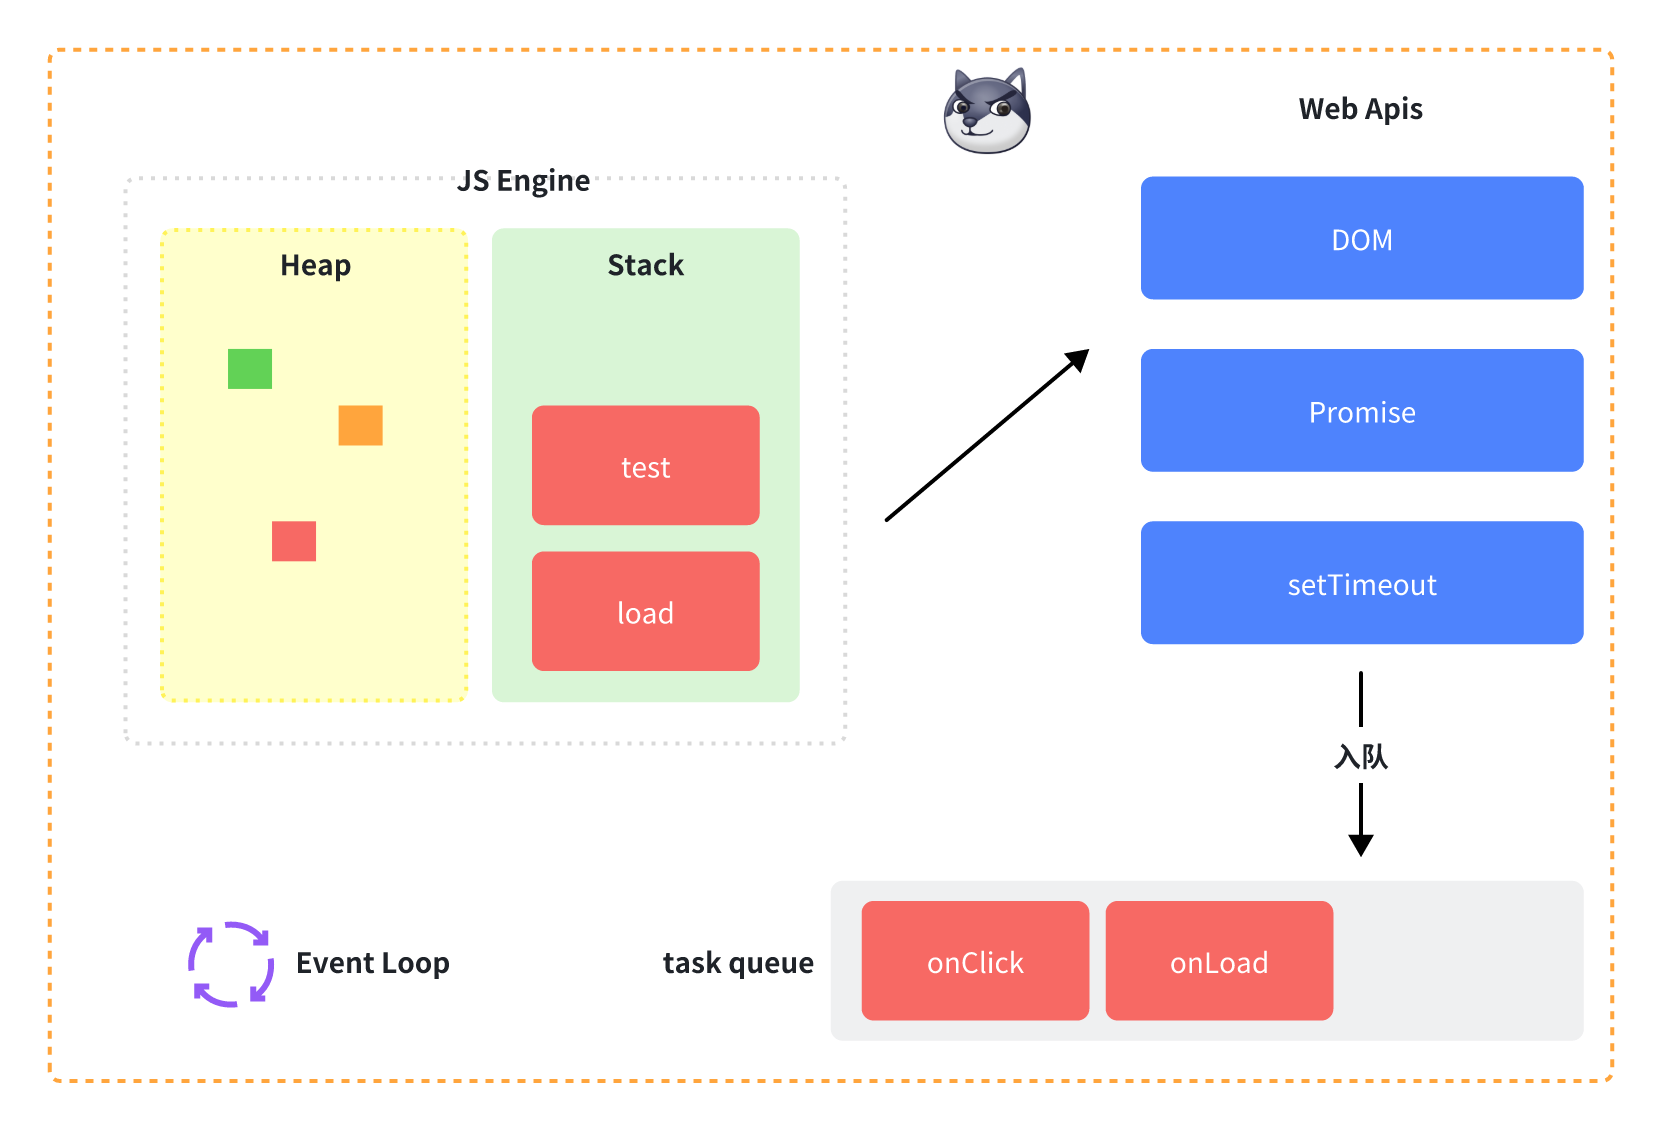 Web Apis
JS Engine
Heap
Stack
test
load
DOM
Promise
setTimeout
入队
Event Loop
task queue
onClick
onLoad